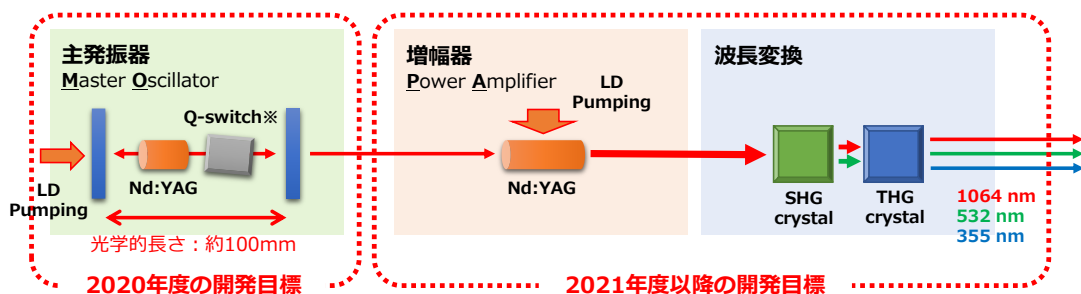 主発振器
Master Oscillator
Q-switch※
LD
Pumping
Nd:YAG
光学的長さ：約100mm
2020年度の開発目標
増幅器
Power Amplifier
LD
Pumping
Nd:YAG
波長変換
SHG
crystal
THG
crystal
1064 nm
532 nm
355 nm
2021年度以降の開発目標